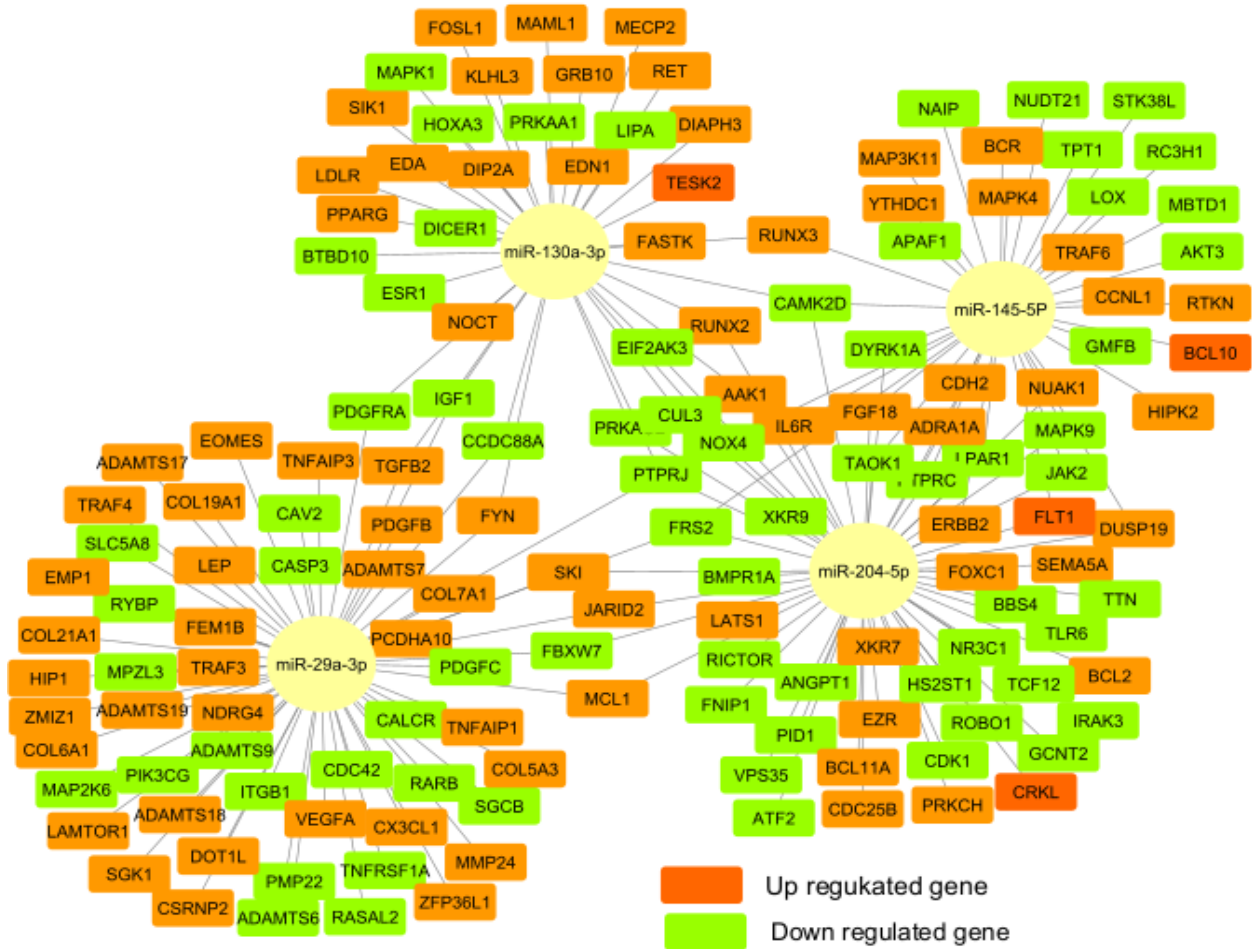 FOSL1
MAML1
MECP2
MAPK1
KLHL3
GRB10
RET
SIK1
HOXA3
PRKAA1
LIPA
DIAPH3
LDLR
EDA
DIP2A
EDN1
TESK2
PPARG
DICER1
BTBD10
miR-130a-3p
FASTK
RUNX3
ESR1
NOCT
NAIP
NUDT21
STK38L
MAP3K11
BCR
TPT1
RC3H1
YTHDC1
MAPK4
LOX
MBTD1
APAF1
TRAF6
AKT3
CAMK2D
miR-145-5P
CCNL1
RTKN
RUNX2
EIF2AK3
DYRK1A
GMFB
BCL10
AAK1
CDH2
NUAK1
HIPK2
PDGFRA
IGF1
CCDC88A
CUL3
NOX4
IL6R
FGF18
ADRA1A
MAPK9
PTPRJ
TAOK1
LPAR1
JAK2
EOMES
ADAMTS17
TNFAIP3
TGFB2
TRAF4
COL19A1
CAV2
PDGFB
FYN
FRS2
XKR9
ERBB2
FLT1
DUSP19
SLC5A8
LEP
CASP3
ADAMTS7
EMP1
COL7A1
SKI
BMPR1A
miR-204-5p
FOXC1
SEMA5A
RYBP
FEM1B
JARID2
BBS4
TTN
COL21A1
PCDHA10
LATS1
TLR6
MPZL3
TRAF3
miR-29a-3p
PDGFC
FBXW7
RICTOR
XKR7
NR3C1
HIP1
MCL1
ANGPT1
HS2ST1
TCF12
BCL2
ZMIZ1
ADAMTS19
NDRG4
CALCR
TNFAIP1
FNIP1
EZR
ROBO1
IRAK3
COL6A1
ADAMTS9
PID1
GCNT2
MAP2K6
PIK3CG
CDC42
COL5A3
VPS35
BCL11A
CDK1
ITGB1
RARB
SGCB
ATF2
CDC25B
PRKCH
CRKL
LAMTOR1
ADAMTS18
VEGFA
CX3CL1
SGK1
DOT1L
PMP22
TNFRSF1A
MMP24
CSRNP2
ADAMTS6
RASAL2
ZFP36L1
Up regukated gene
Down regulated gene